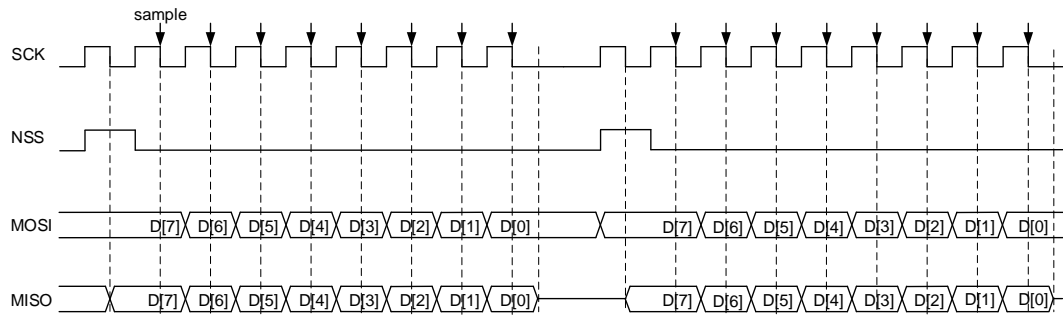 sample
SCK
NSS
MOSI D[7] D[6] D[5] D[4] D[3] D[2] D[1] D[0] D[7] D[6] D[5] D[4] D[3] D[2] D[1] D[0]
MISO D[7] D[6] D[5] D[4] D[3] D[2] D[1] D[0] D[7] D[6] D[5] D[4] D[3] D[2] D[1] D[0]